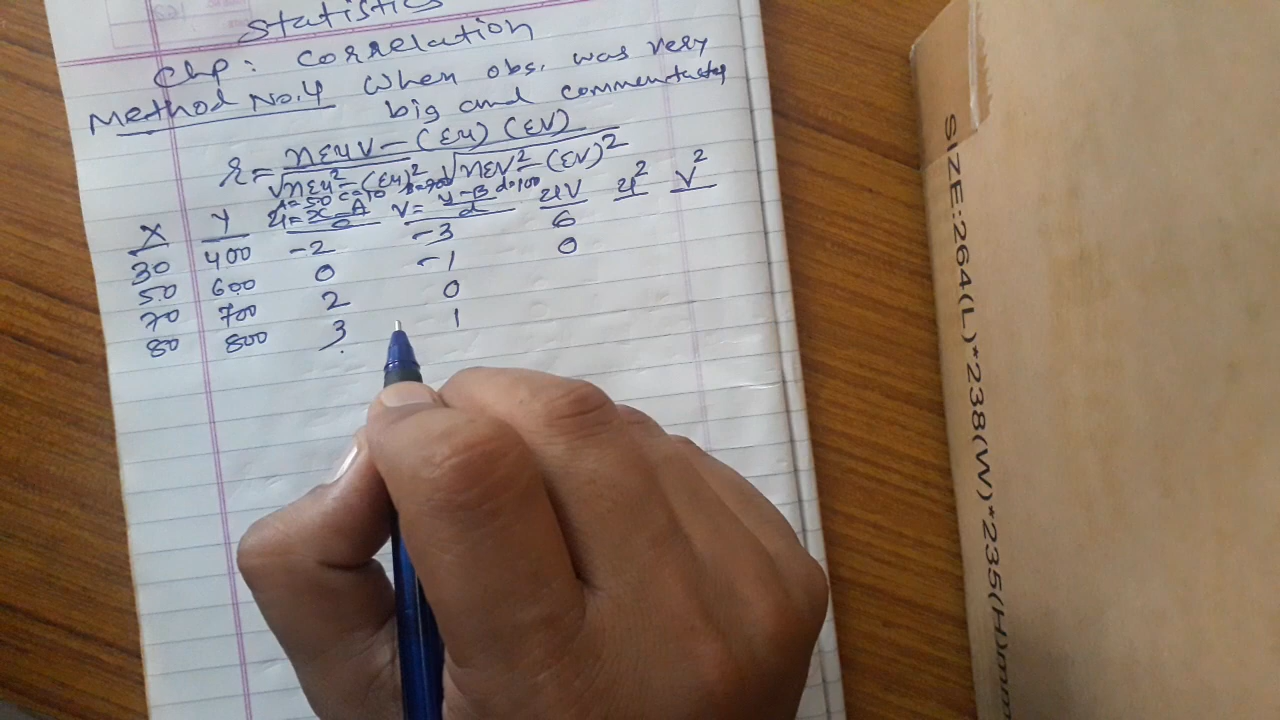 Statistics
Chp: Correlation
Method No.4 When obs. was very
big and
r = nΣuv - (Σu) (Σv)
√nΣu² - (Σu)² √nΣv² - (Σv)²
A=50 c=10 B=700 d=100
X Y u = x-A/c v = y-B/d uv u² v²
30 400 -2 -3 6
50 600 0 -1 0
70 700 2 0
80 800 3 1
SIZE:264(L)*238(W)*235(H)mm